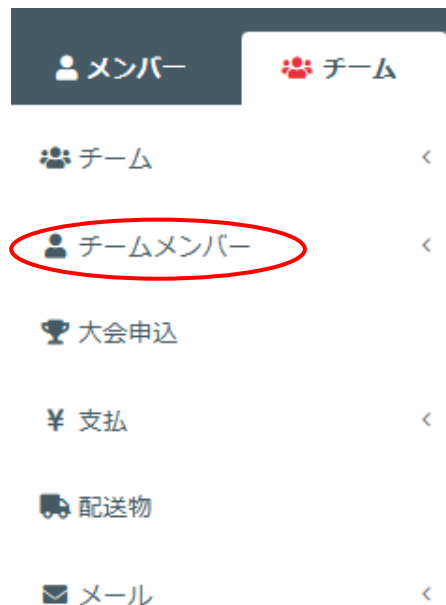 メンバー チーム
チーム
チームメンバー
大会申込
¥ 支払
配送物
メール